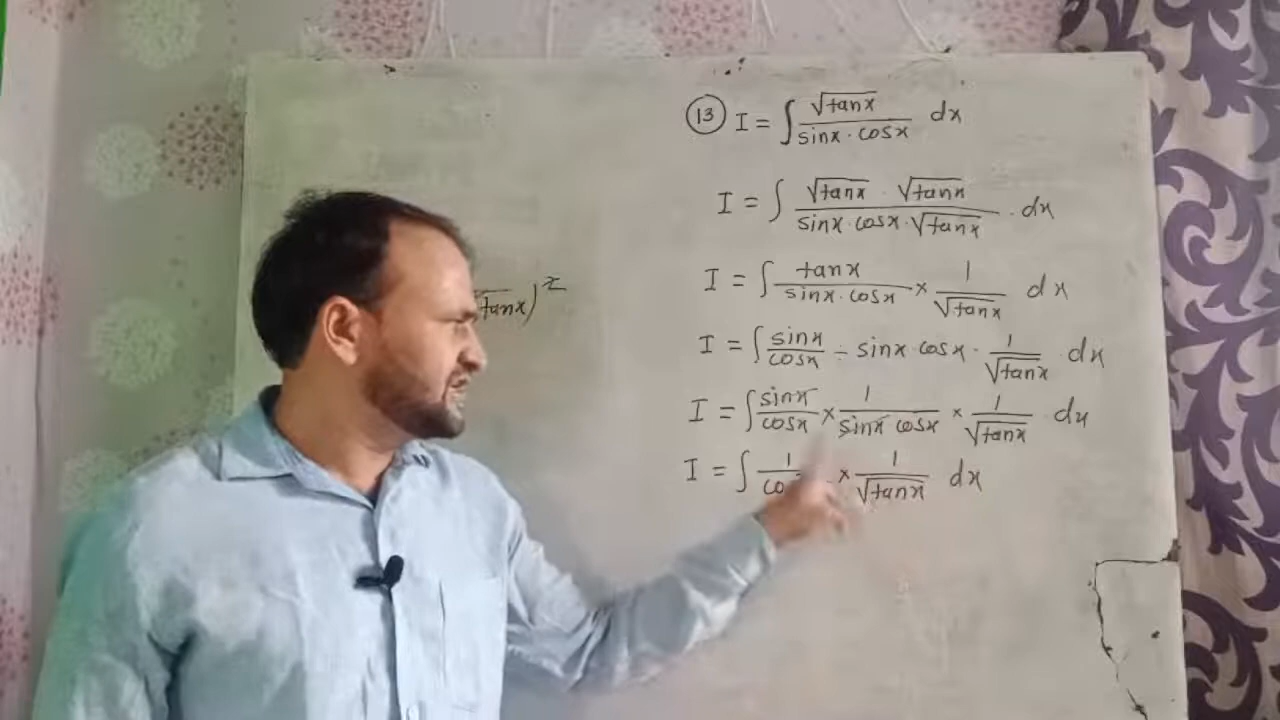 ⑬ I = ∫ √tanx / sinx · cosx dx
I = ∫ √tanx · √tanx / sinx · cosx · √tanx · dx
I = ∫ tanx / sinx · cosx × 1 / √tanx dx
tanx)²
I = ∫ sinx / cosx ÷ sinx · cosx · 1 / √tanx · dx
I = ∫ sinx / cosx × 1 / sinx cosx × 1 / √tanx · dx
I = ∫ 1 / co × 1 / √tanx dx